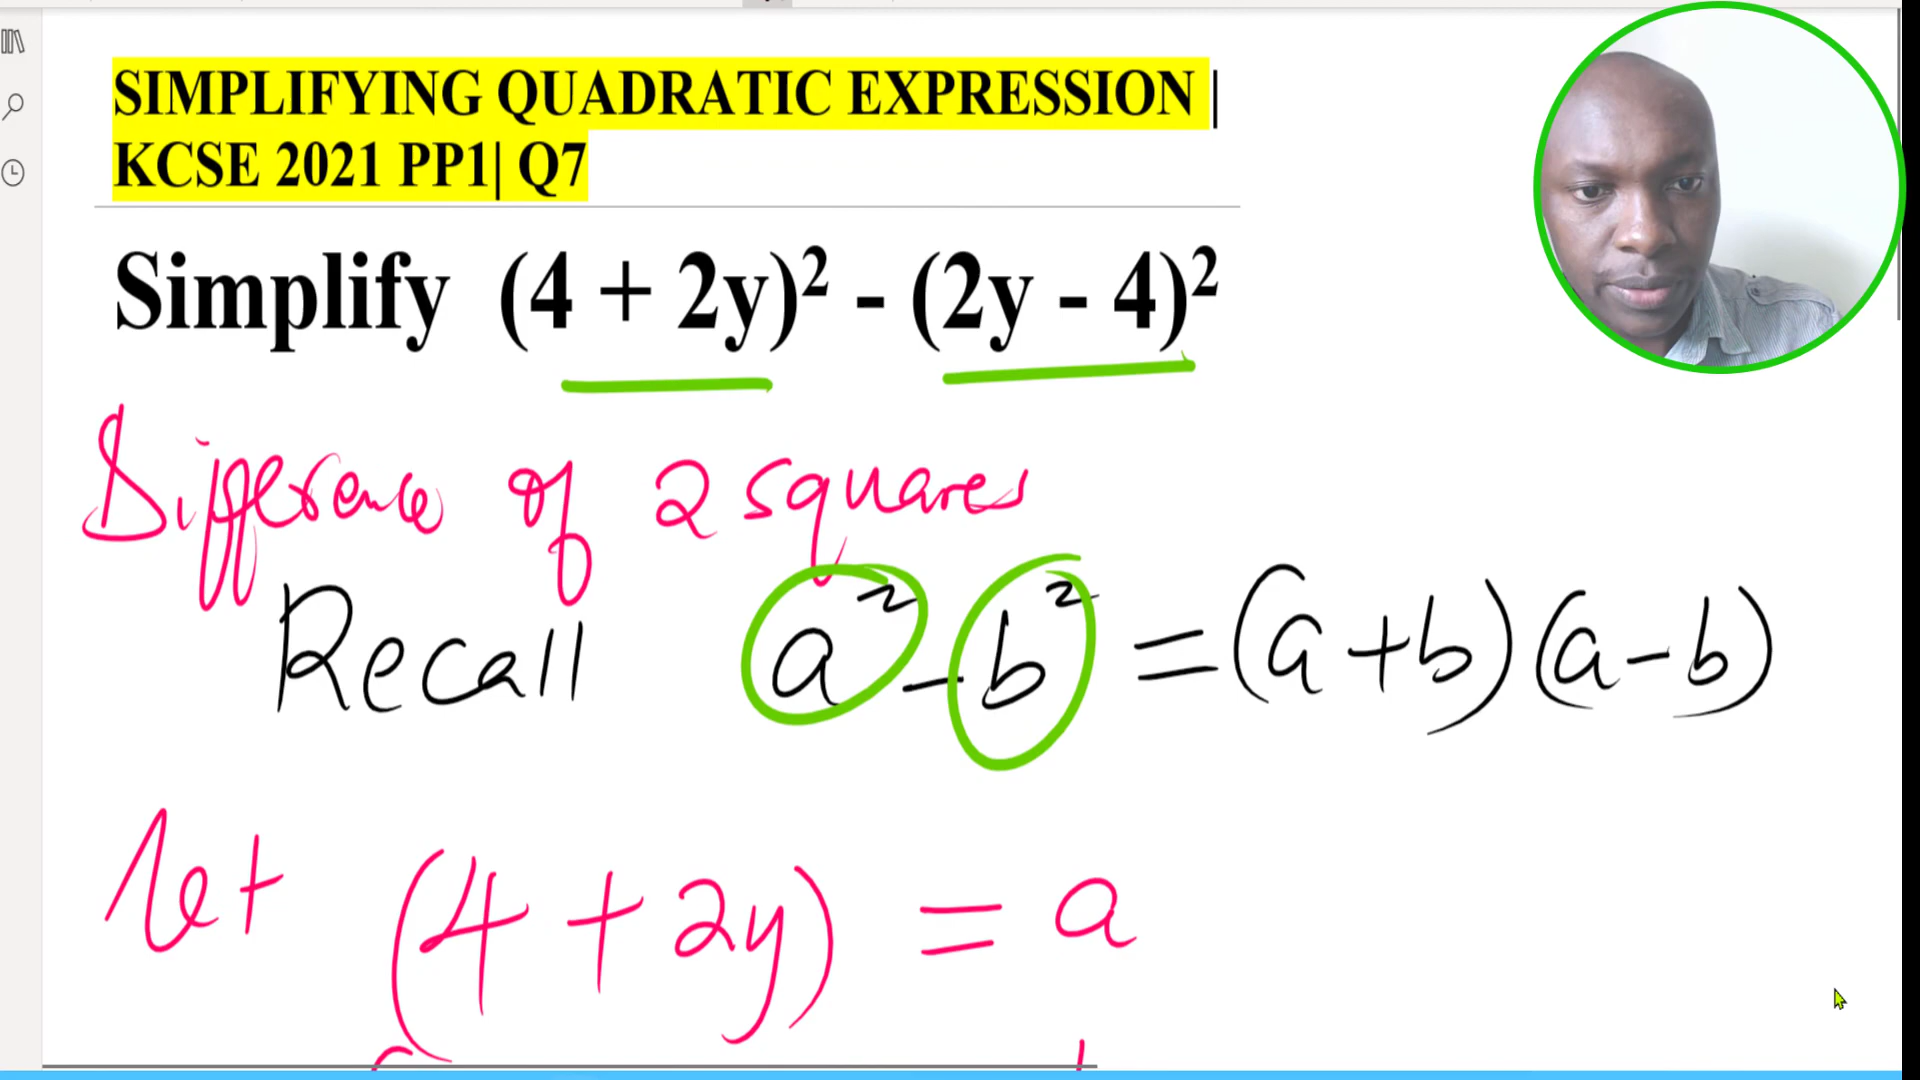 SIMPLIFYING QUADRATIC EXPRESSION |
KCSE 2021 PP1| Q7
Simplify (4 + 2y)² - (2y - 4)²
Difference of 2 squares
Recall a² - b² = (a + b)(a - b)
let (4 + 2y) = a